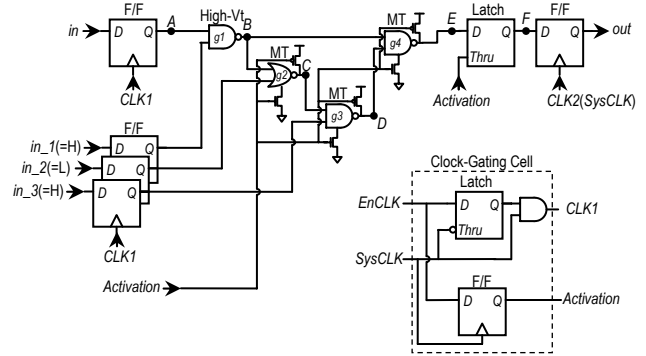 F/F
A
High-Vt
B
MT
E
Latch
F
F/F
in
D Q
g1
g4
D Q
Thru
D Q
out
CLK1
MT
C
g2
MT
g3
D
Activation
CLK2(SysCLK)
F/F
in_1(=H)
D Q
in_2(=L)
D Q
in_3(=H)
D Q
CLK1
Activation
Clock-Gating Cell
Latch
EnCLK
D Q
Thru
CLK1
SysCLK
F/F
D Q
Activation